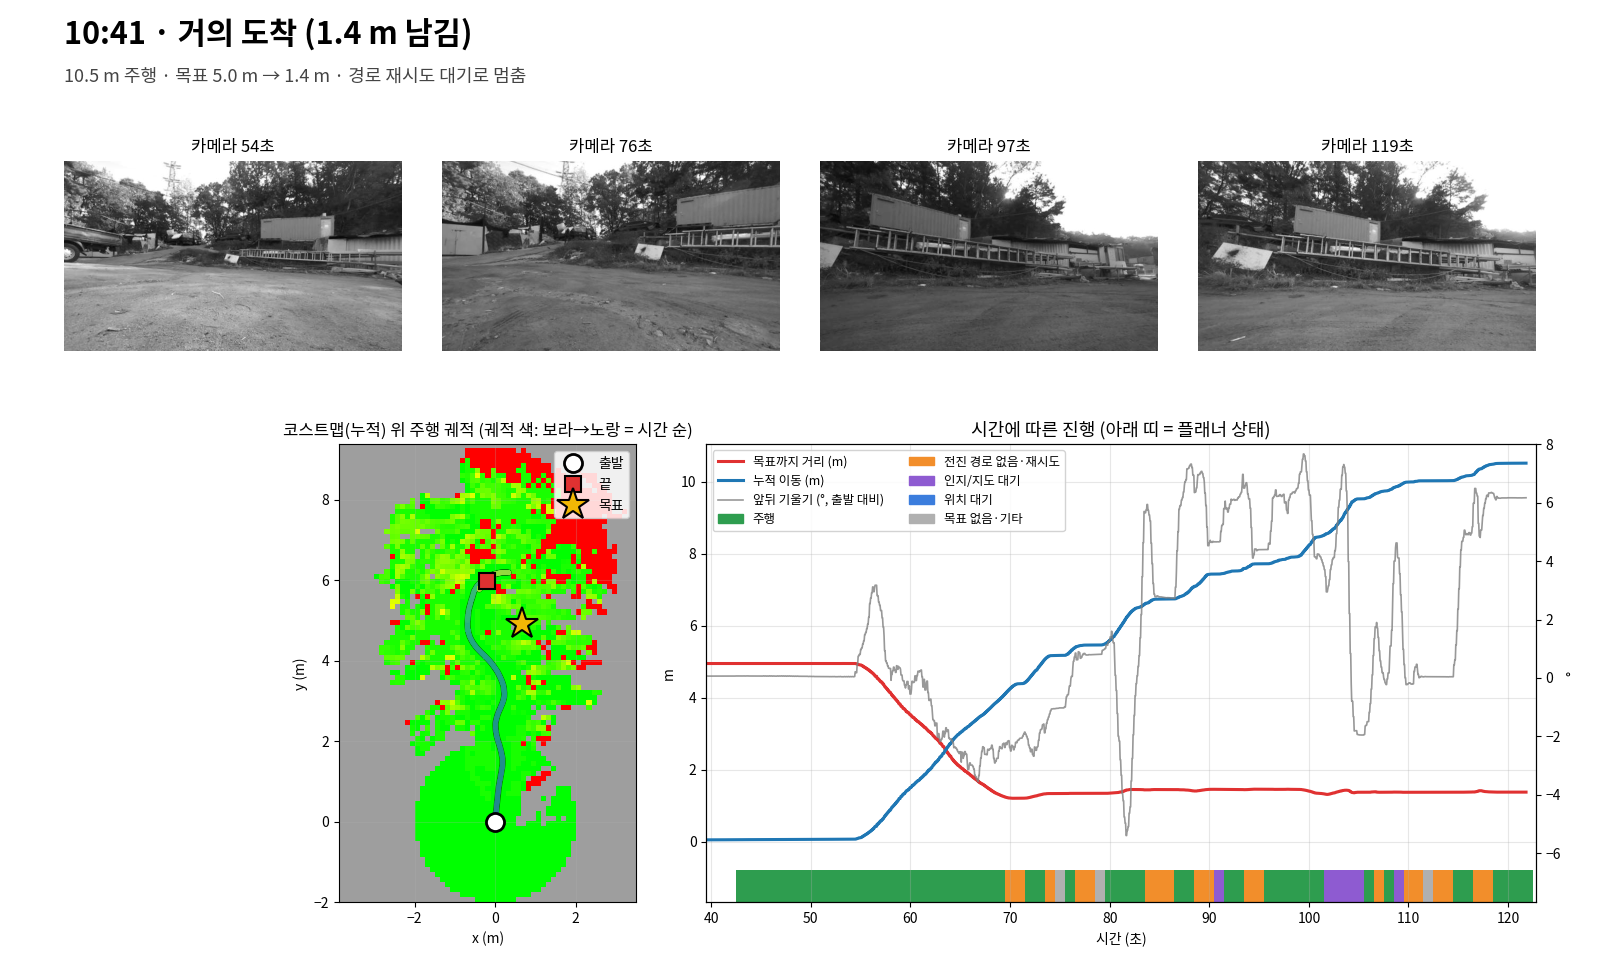 10:41 · 거의 도착 (1.4 m 남김)
10.5 m 주행 · 목표 5.0 m → 1.4 m · 경로 재시도 대기로 멈춤
카메라 54초
카메라 76초
카메라 97초
카메라 119초
코스트맵(누적) 위 주행 궤적 (궤적 색: 보라→노랑 = 시간 순)
출발
끝
목표
8
6
4
2
0
−2
y (m)
−2
0
2
x (m)
시간에 따른 진행 (아래 띠 = 플래너 상태)
목표까지 거리 (m)
누적 이동 (m)
앞뒤 기울기 (°, 출발 대비)
주행
전진 경로 없음·재시도
인지/지도 대기
위치 대기
목표 없음·기타
10
8
6
4
2
0
m
8
6
4
2
0
−2
−4
−6
°
40
50
60
70
80
90
100
110
120
시간 (초)